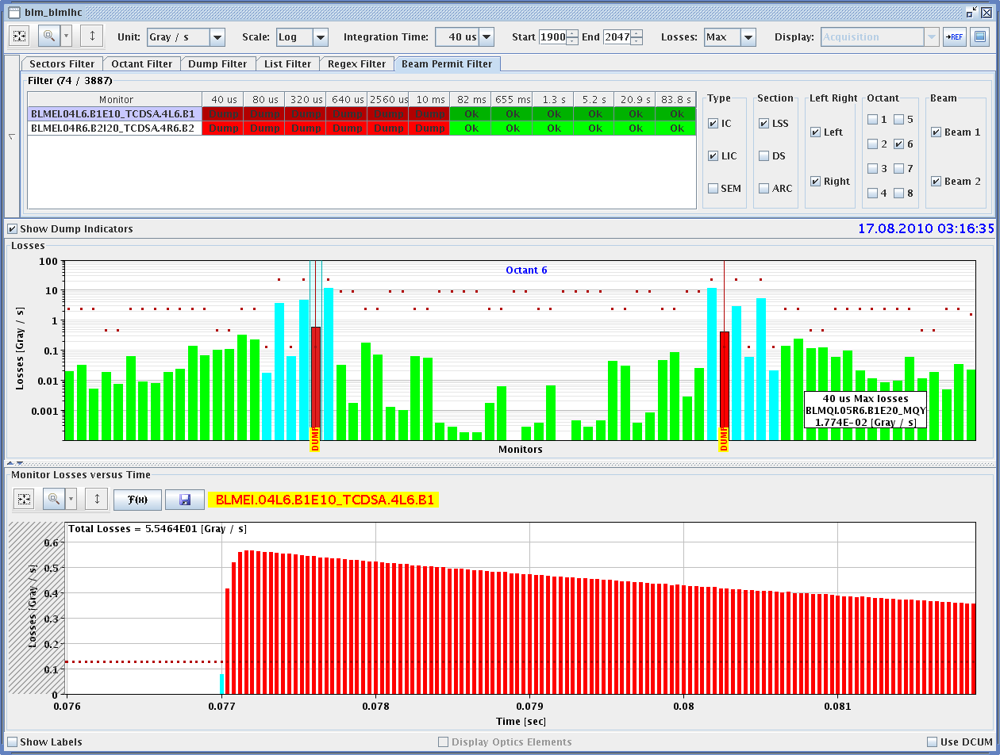 blm_blmlhc
Unit: Gray / s Scale: Log Integration Time: 40 us Start 1900 End 2047 Losses: Max Display: Acquisition →REF
Sectors Filter Octant Filter Dump Filter List Filter Regex Filter Beam Permit Filter
Filter (74 / 3887)
Monitor 40 us 80 us 320 us 640 us 2560 us 10 ms 82 ms 655 ms 1.3 s 5.2 s 20.9 s 83.8 s
BLMEI.04L6.B1E10_TCDSA.4L6.B1 Dump Dump Dump Dump Dump Dump Ok Ok Ok Ok Ok Ok
BLMEI.04R6.B2I20_TCDSA.4R6.B2 Dump Dump Dump Dump Dump Dump Ok Ok Ok Ok Ok Ok
Type Section Left Right Octant Beam
IC LSS Left 1 5 Beam 1
2 6
LIC DS
3 7
SEM ARC Right 4 8 Beam 2
Show Dump Indicators 17.08.2010 03:16:35
Losses
Octant 6
Losses [Gray / s]
100
10
1
0.1
0.01
0.001
40 us Max losses
BLMQI.05R6.B1E20_MQY
1.774E-02 [Gray / s]
DUMP DUMP
Monitors
Monitor Losses versus Time
F(x) BLMEI.04L6.B1E10_TCDSA.4L6.B1
Total Losses = 5.5464E01 [Gray / s]
Losses [Gray / s]
0.6
0.5
0.4
0.3
0.2
0.1
0
0.076 0.077 0.078 0.079 0.08 0.081
Time [sec]
Show Labels Display Optics Elements Use DCUM